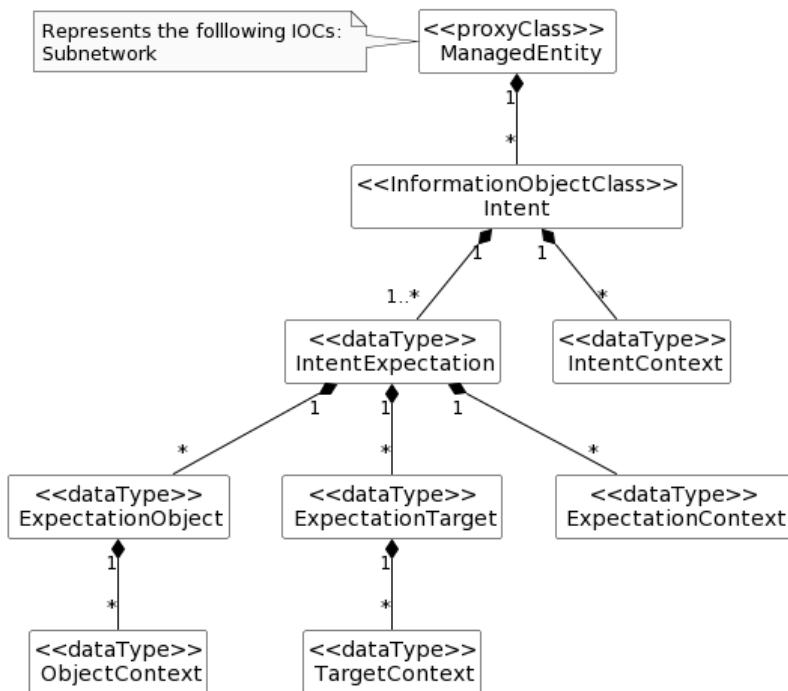 Represents the folllowing IOCs:
Subnetwork
<<proxyClass>>
ManagedEntity
1
*
<<InformationObjectClass>>
Intent
1
1
1..*
*
<<dataType>>
IntentExpectation
<<dataType>>
IntentContext
1
1
1
*
*
*
<<dataType>>
ExpectationObject
<<dataType>>
ExpectationTarget
<<dataType>>
ExpectationContext
1
1
*
*
<<dataType>>
ObjectContext
<<dataType>>
TargetContext